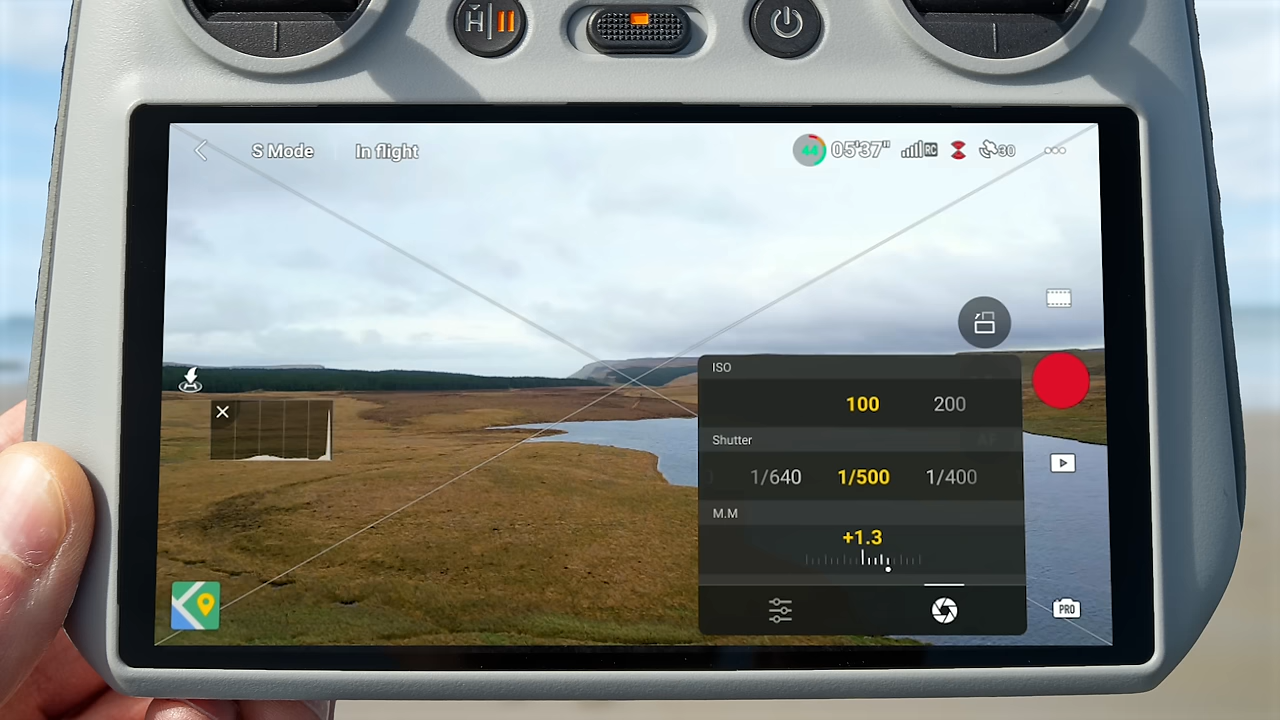 H
S Mode In flight 44 05'37" RC 30
ISO
100 200
Shutter
1/640 1/500 1/400
M.M
+1.3
PRO